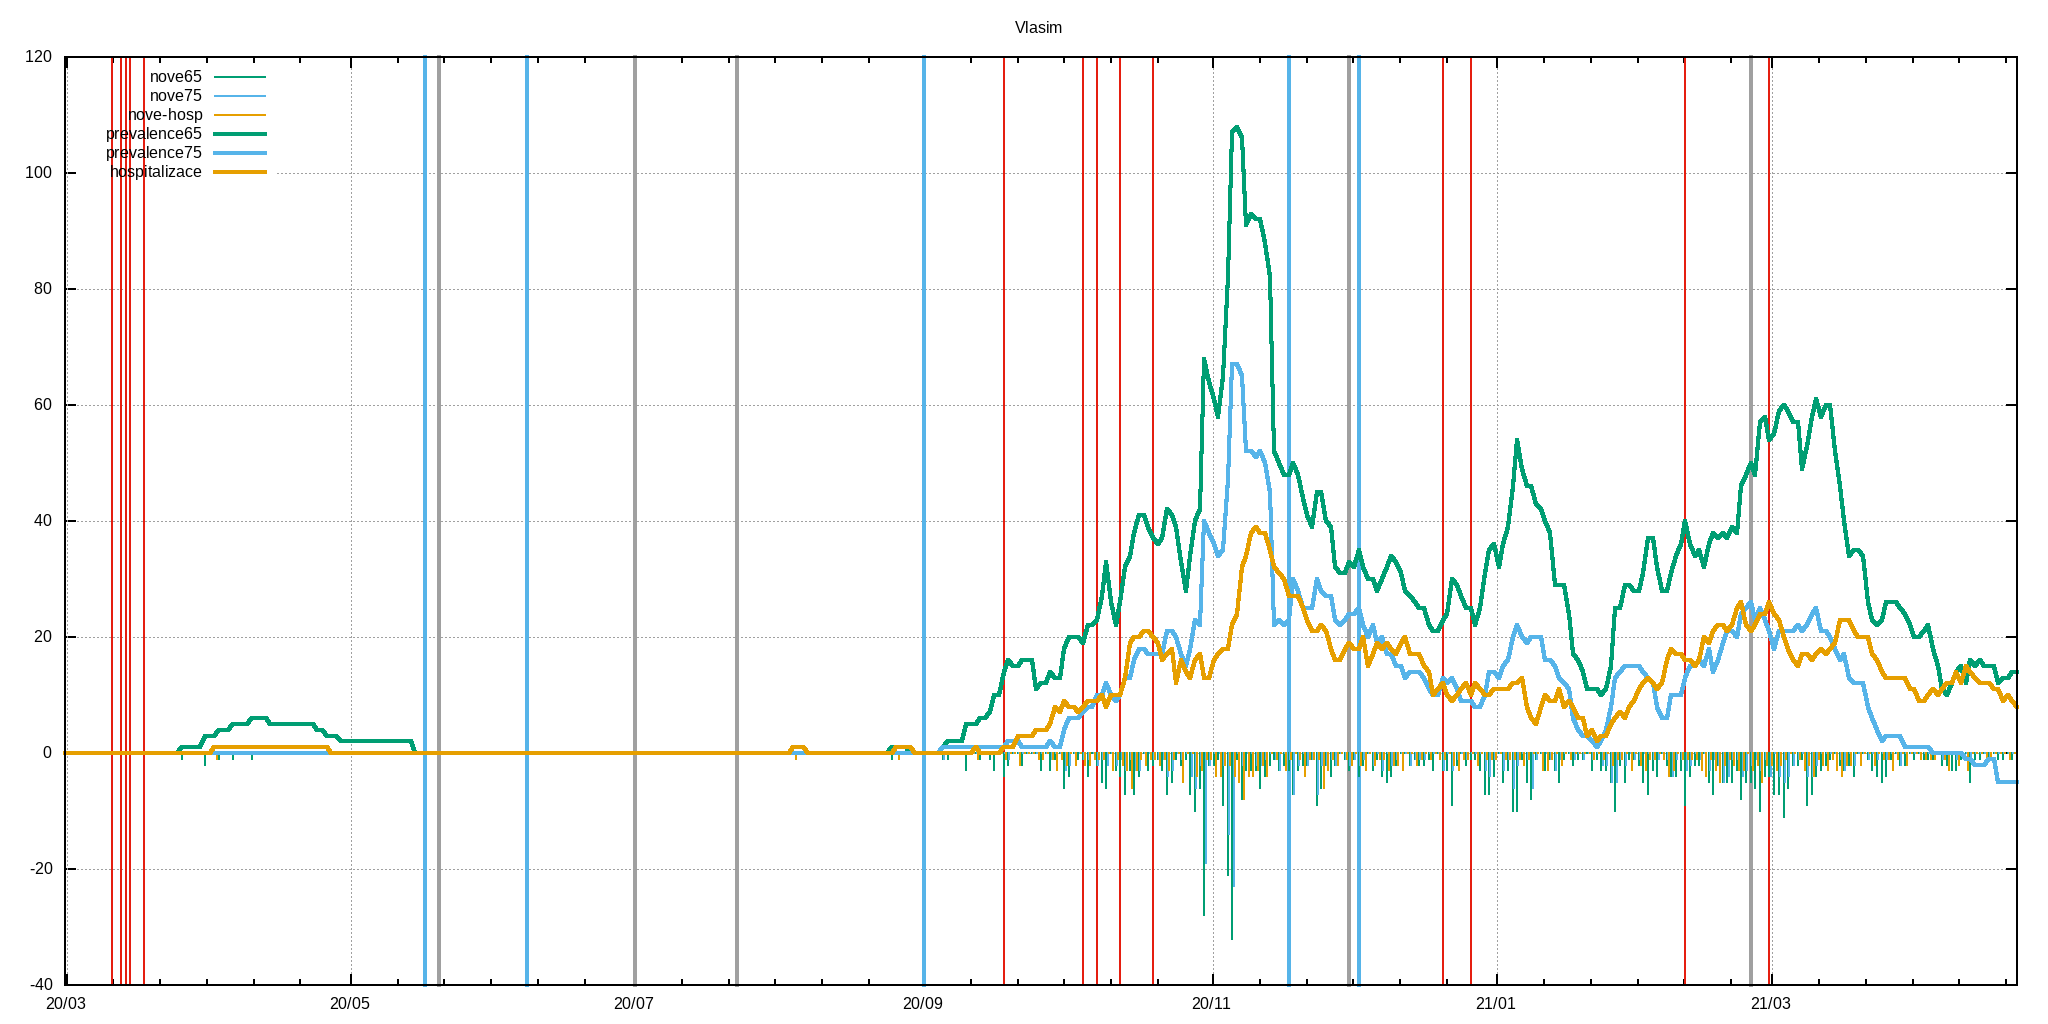 Vlasim
120
nove65
nove75
nove-hosp
prevalence65
prevalence75
hospitalizace
100
80
60
40
20
0
-20
-40
20/03 20/05 20/07 20/09 20/11 21/01 21/03